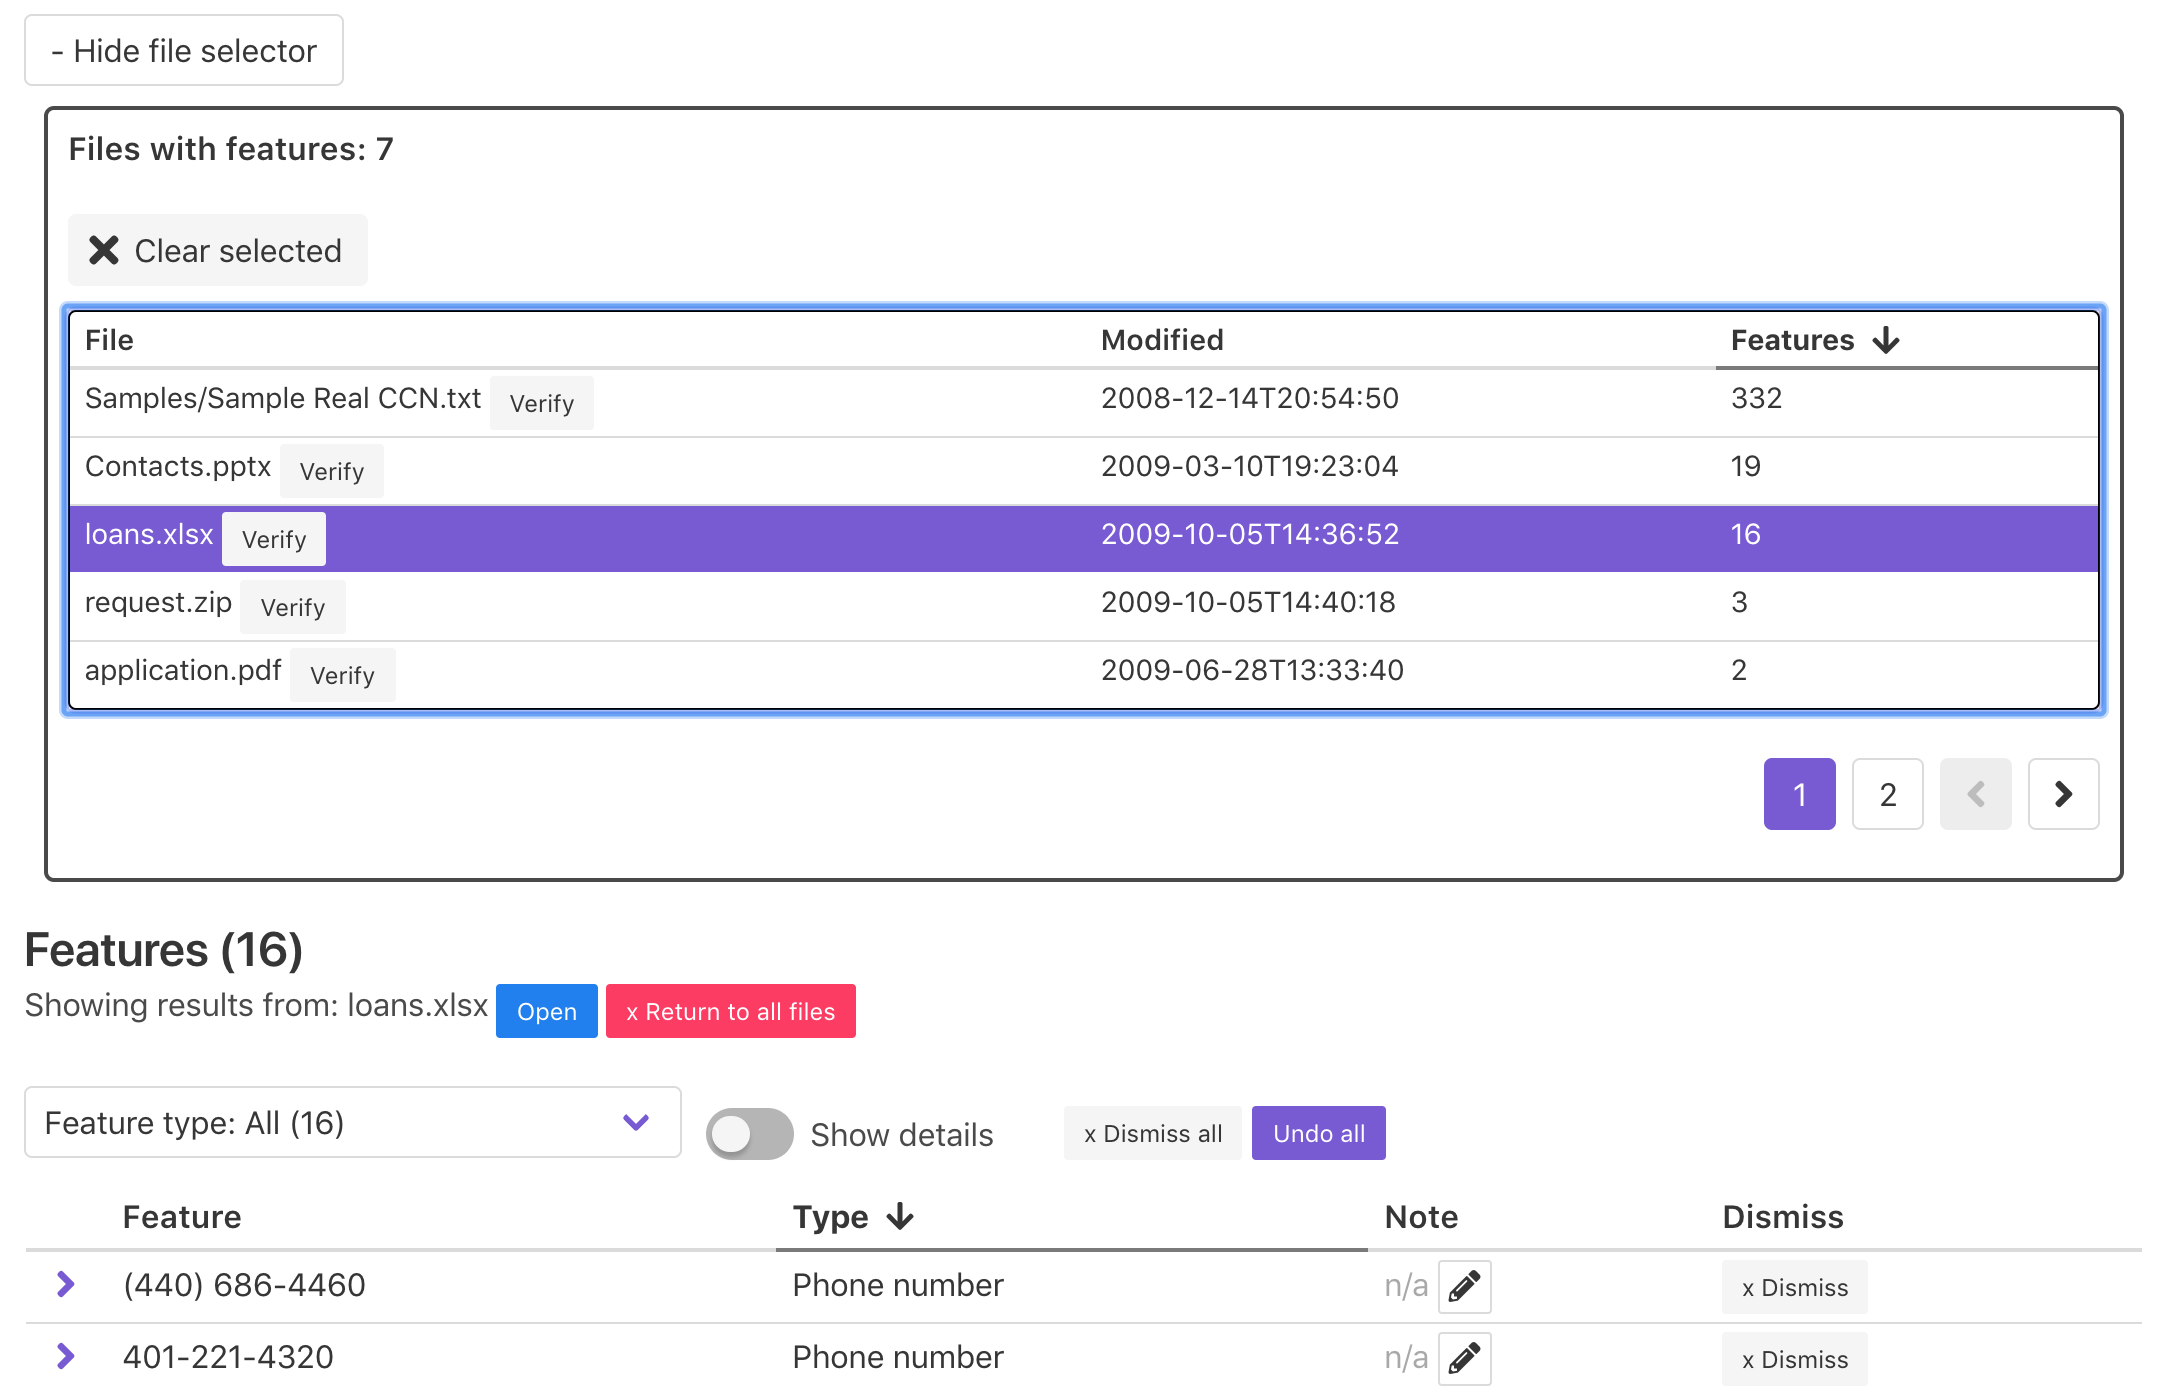 - Hide file selector
Files with features: 7
Clear selected
File Modified Features
Samples/Sample Real CCN.txt Verify 2008-12-14T20:54:50 332
Contacts.pptx Verify 2009-03-10T19:23:04 19
loans.xlsx Verify 2009-10-05T14:36:52 16
request.zip Verify 2009-10-05T14:40:18 3
application.pdf Verify 2009-06-28T13:33:40 2
1 2
Features (16)
Showing results from: loans.xlsx Open x Return to all files
Feature type: All (16) Show details x Dismiss all Undo all
Feature Type Note Dismiss
(440) 686-4460 Phone number n/a x Dismiss
401-221-4320 Phone number n/a x Dismiss